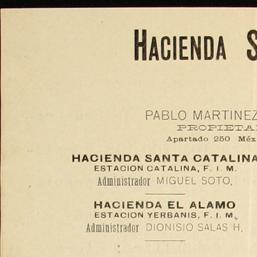 HACIENDA S
PABLO MARTINEZ
PROPIETA
Apartado 250 Méx
HACIENDA SANTA CATALINA
ESTACION CATALINA, F. I. M.
Administrador MIGUEL SOTO,
HACIENDA EL ALAMO
ESTACION YERBANIS, F. I. M.
Administrador DIONISIO SALAS H.